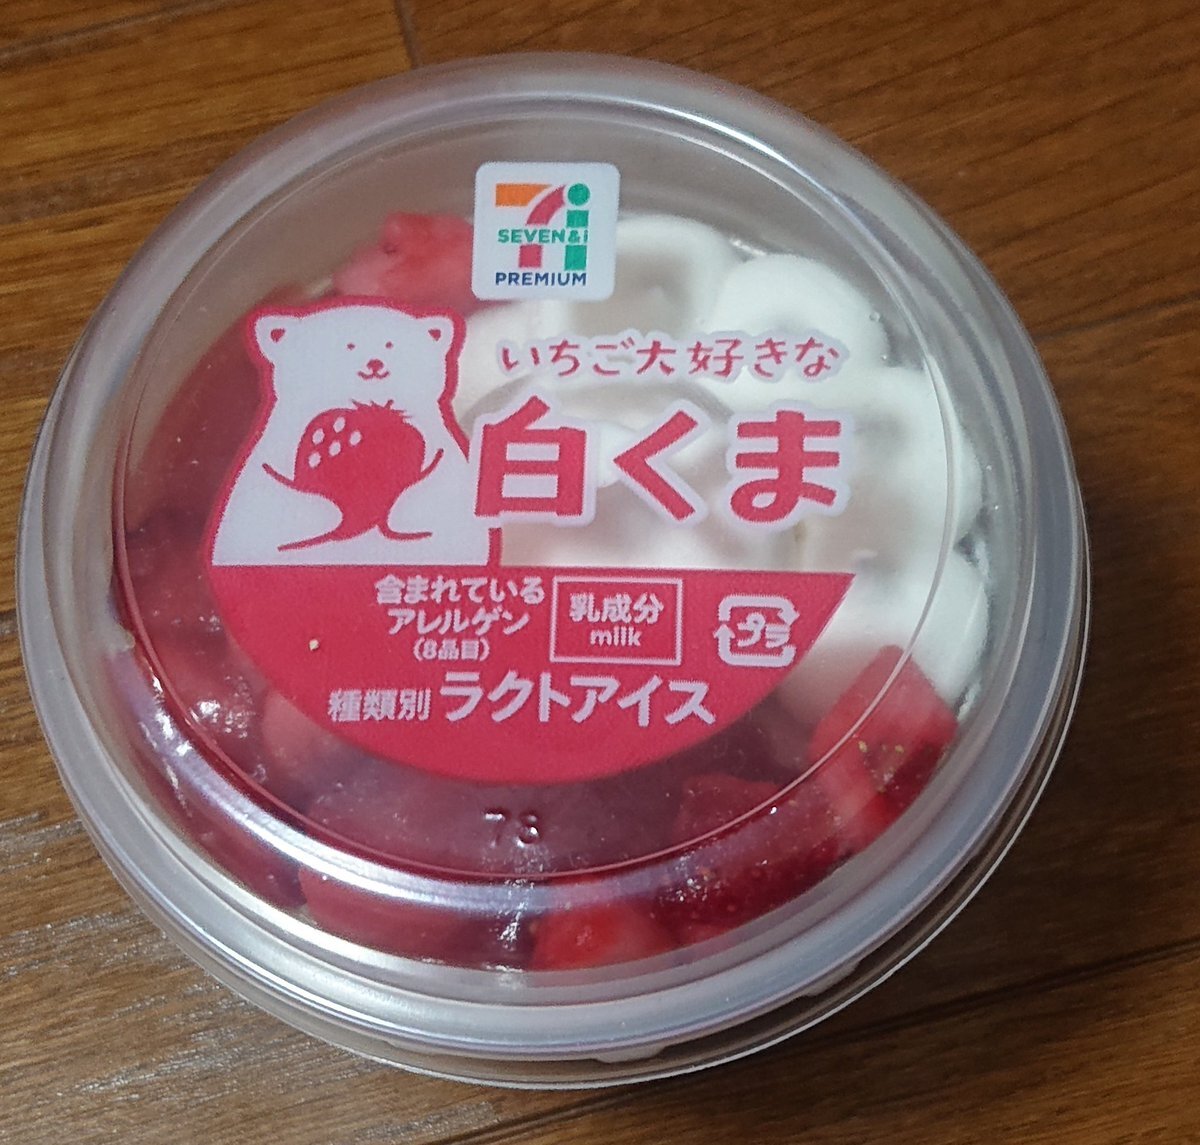 SEVEN&i
PREMIUM
いちご大好きな
白くま
含まれている
アレルゲン
(8品目)
乳成分
milk
プラ
種類別 ラクトアイス